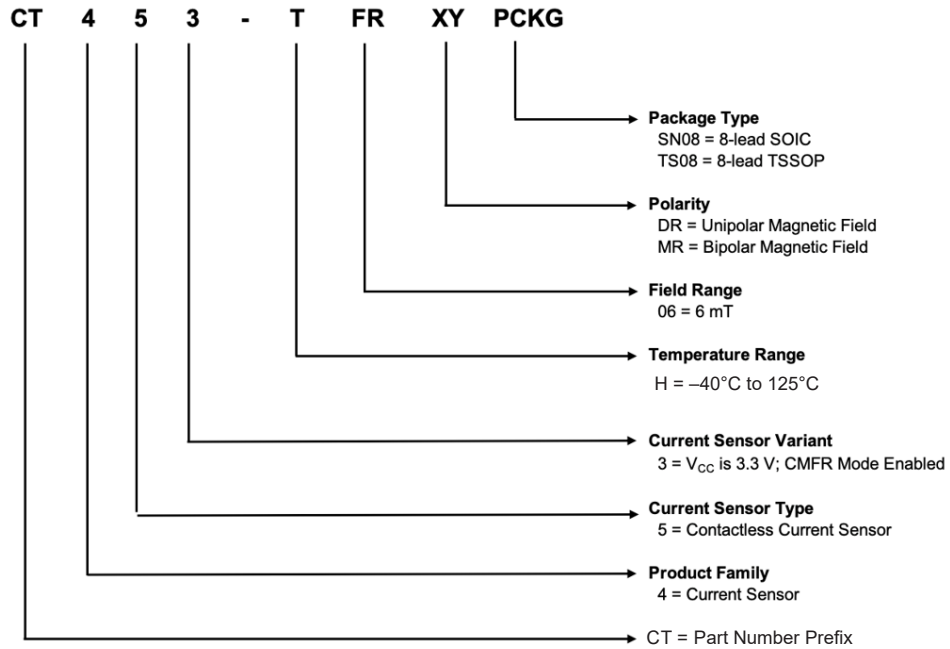 CT 4 5 3 - T FR XY PCKG
Package Type
SN08 = 8-lead SOIC
TS08 = 8-lead TSSOP
Polarity
DR = Unipolar Magnetic Field
MR = Bipolar Magnetic Field
Field Range
06 = 6 mT
Temperature Range
H = –40°C to 125°C
Current Sensor Variant
3 = VCC is 3.3 V; CMFR Mode Enabled
Current Sensor Type
5 = Contactless Current Sensor
Product Family
4 = Current Sensor
CT = Part Number Prefix